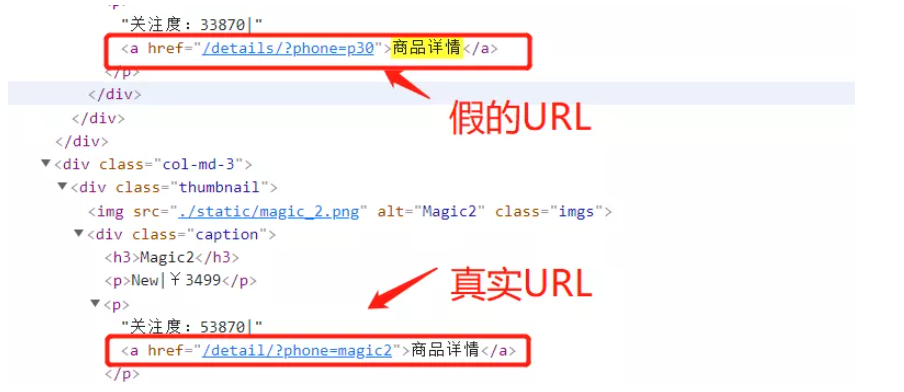 <p>
"关注度：33870|"
<a href="/details/?phone=p30">商品详情</a>
</p>
</div>
假的URL
</div>
</div>
▼<div class="col-md-3">
▼<div class="thumbnail">
<img src="./static/magic_2.png" alt="Magic2" class="imgs">
▼<div class="caption">
<h3>Magic2</h3>
<p>New|￥3499</p>
真实URL
▼<p>
"关注度：53870|"
<a href="/detail/?phone=magic2">商品详情</a>
</p>